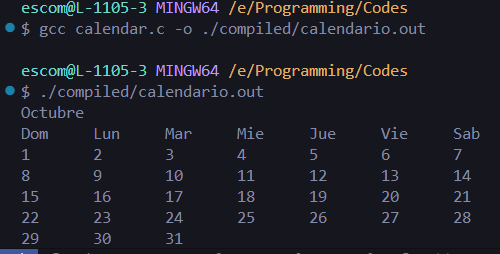 escom@L-1105-3 MINGW64 /e/Programming/Codes
$ gcc calendar.c -o ./compiled/calendario.out
escom@L-1105-3 MINGW64 /e/Programming/Codes
$ ./compiled/calendario.out
Octubre
Dom Lun Mar Mie Jue Vie Sab
1 2 3 4 5 6 7
8 9 10 11 12 13 14
15 16 17 18 19 20 21
22 23 24 25 26 27 28
29 30 31